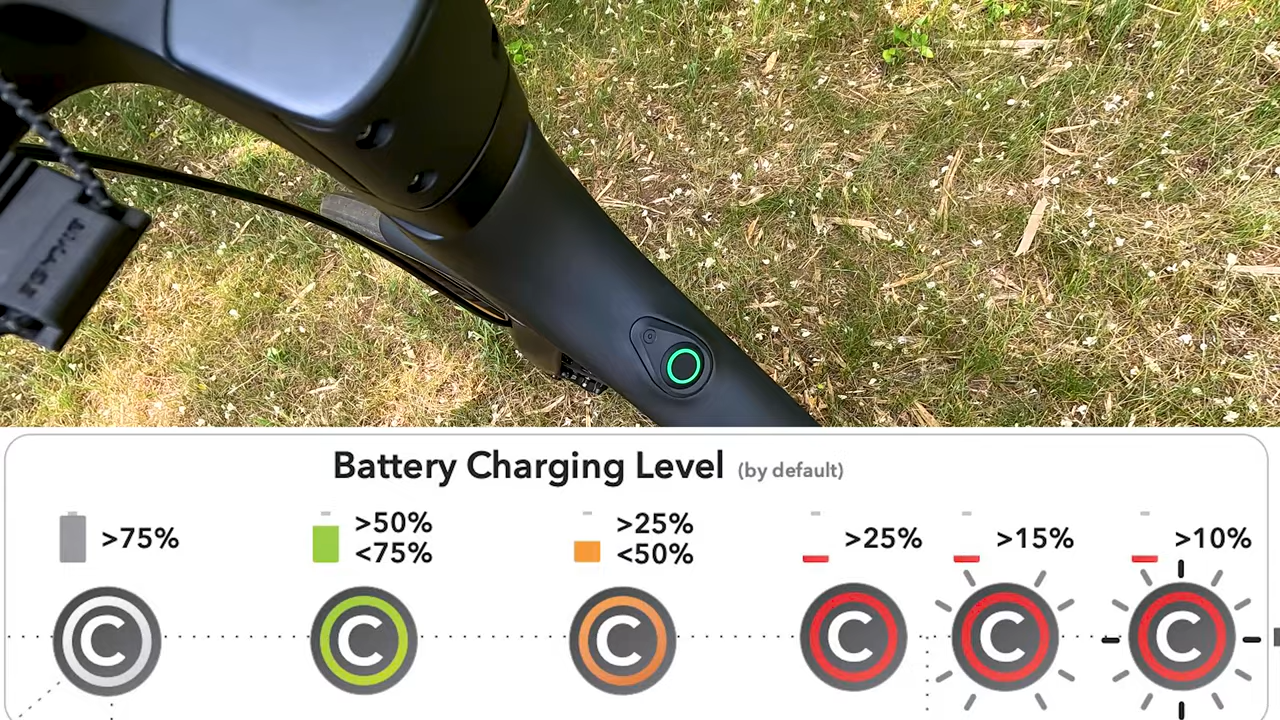 Battery Charging Level (by default)
>75%
>50%
<75%
>25%
<50%
>25%
>15%
>10%
C
C
C
C
C
C